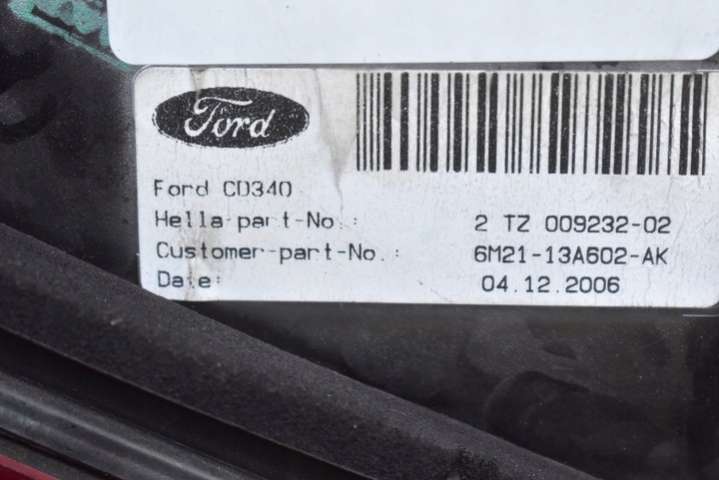 Ford
Ford CD340
Hella-part-No.: 2 TZ 009232-02
Customer-part-No.: 6M21-13A602-AK
Date: 04.12.2006